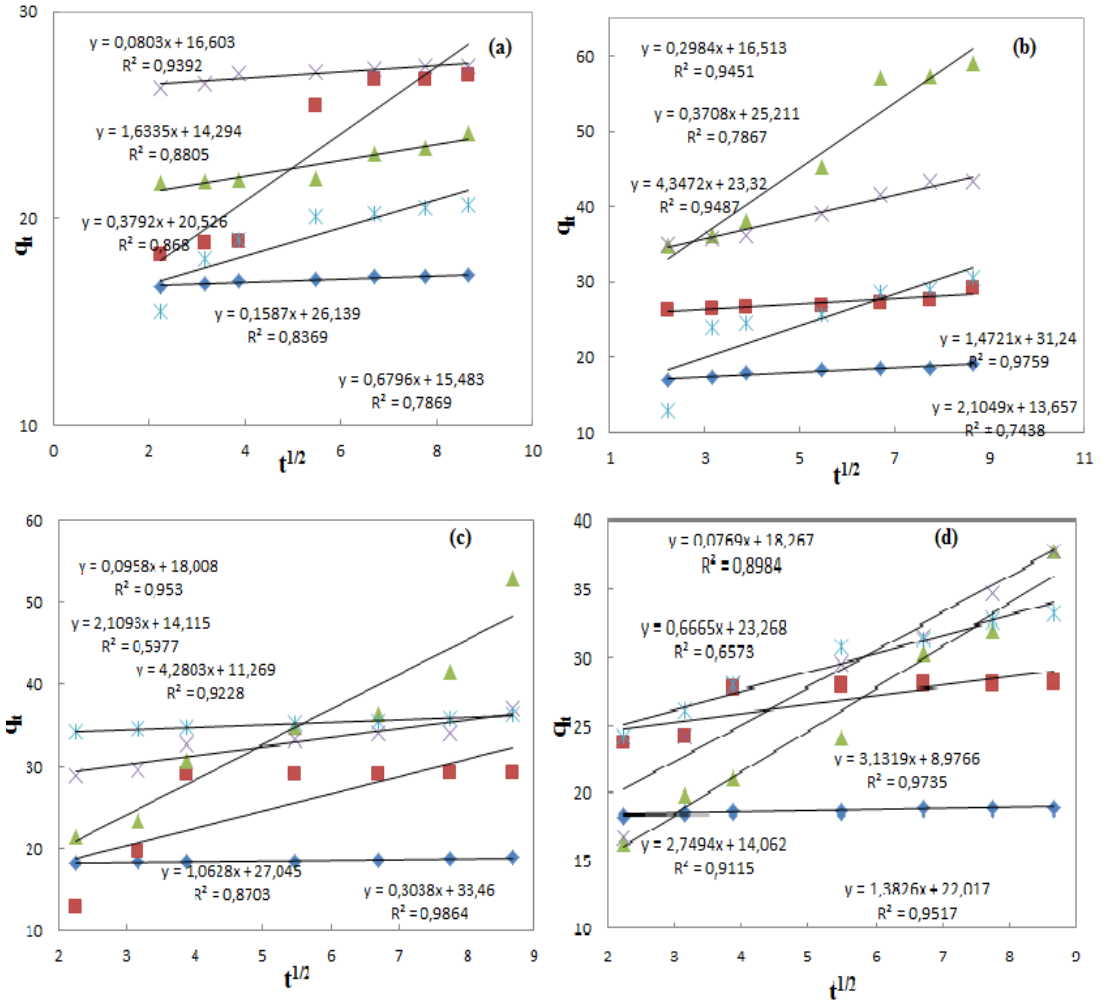 30
(a)
y = 0,0803x + 16,603
R² = 0,9392
y = 1,6335x + 14,294
R² = 0,8805
20
qt
y = 0,3792x + 20,526
R² = 0,868
y = 0,1587x + 26,139
R² = 0,8369
y = 0,6796x + 15,483
R² = 0,7869
10
0 2 4 6 8 10
t1/2
(b)
y = 0,2984x + 16,513
R² = 0,9451
60
y = 0,3708x + 25,211
R² = 0,7867
50
y = 4,3472x + 23,32
R² = 0,9487
40
qt
30
y = 1,4721x + 31,24
R² = 0,9759
20
y = 2,1049x + 13,657
R² = 0,7438
10
1 3 5 7 9 11
t1/2
60
(c)
y = 0,0958x + 18,008
R² = 0,953
50
y = 2,1093x + 14,115
R² = 0,5977
y = 4,2803x + 11,269
R² = 0,9228
40
qt
30
20
y = 1,0628x + 27,045
R² = 0,8703
y = 0,3038x + 33,46
R² = 0,9864
10
2 3 4 5 6 7 8 9
t1/2
40
(d)
y = 0,0769x + 18,267
R² = 0,8984
35
y = 0,6665x + 23,268
R² = 0,6573
30
qt
25
y = 3,1319x + 8,9766
R² = 0,9735
20
y = 2,7494x + 14,062
R² = 0,9115
15
y = 1,3826x + 22,017
R² = 0,9517
10
2 3 4 5 6 7 8 9
t1/2